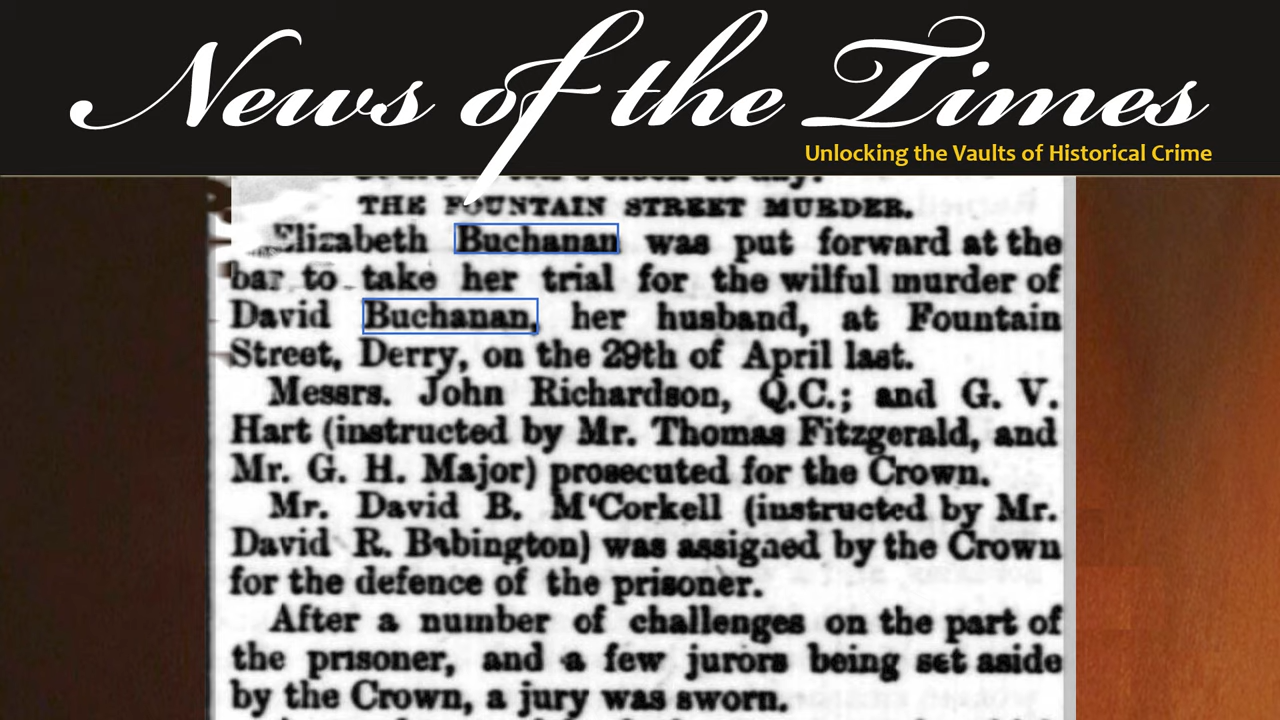 News of the Times
Unlocking the Vaults of Historical Crime
THE FOUNTAIN STREET MURDER.
Elizabeth Buchanan was put forward at the
bar to take her trial for the wilful murder of
David Buchanan, her husband, at Fountain
Street, Derry, on the 29th of April last.
Messrs. John Richardson, Q.C.; and G. V.
Hart (instructed by Mr. Thomas Fitzgerald, and
Mr. G. H. Major) prosecuted for the Crown.
Mr. David B. M'Corkell (instructed by Mr.
David R. Babington) was assigned by the Crown
for the defence of the prisoner.
After a number of challenges on the part of
the prisoner, and a few jurors being set aside
by the Crown, a jury was sworn.